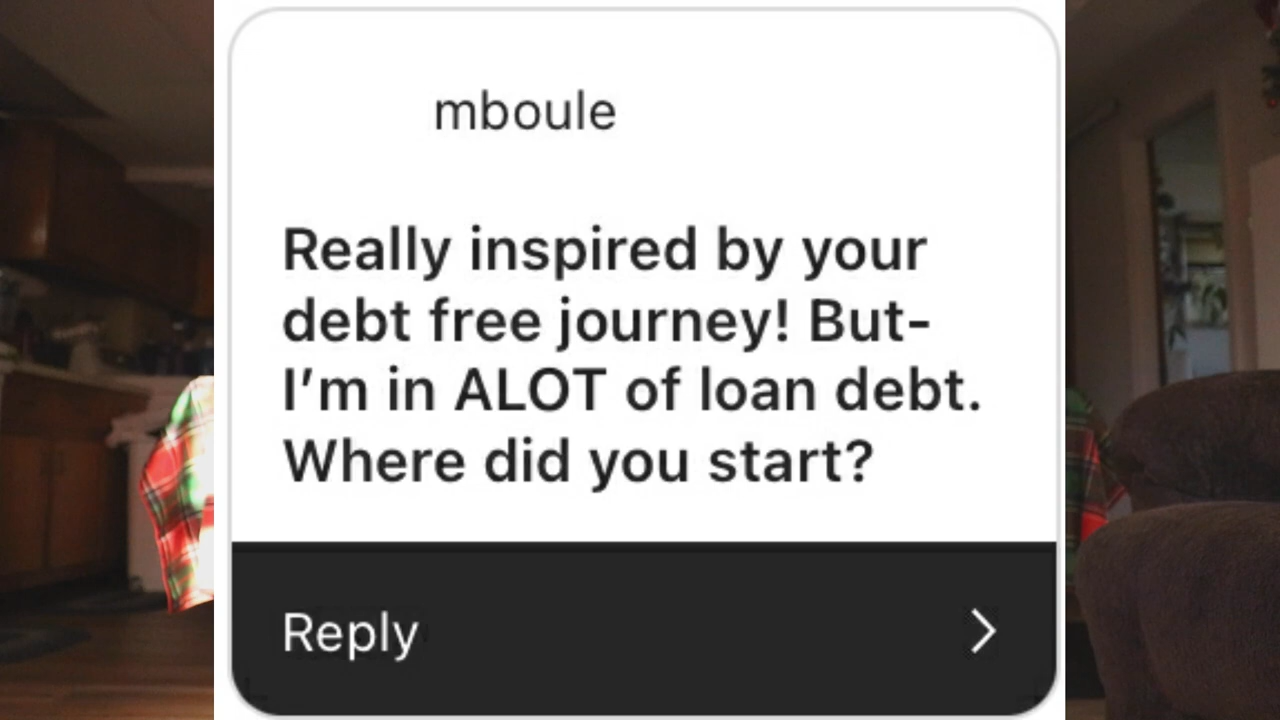 mboule
Really inspired by your
debt free journey! But-
I’m in ALOT of loan debt.
Where did you start?
Reply